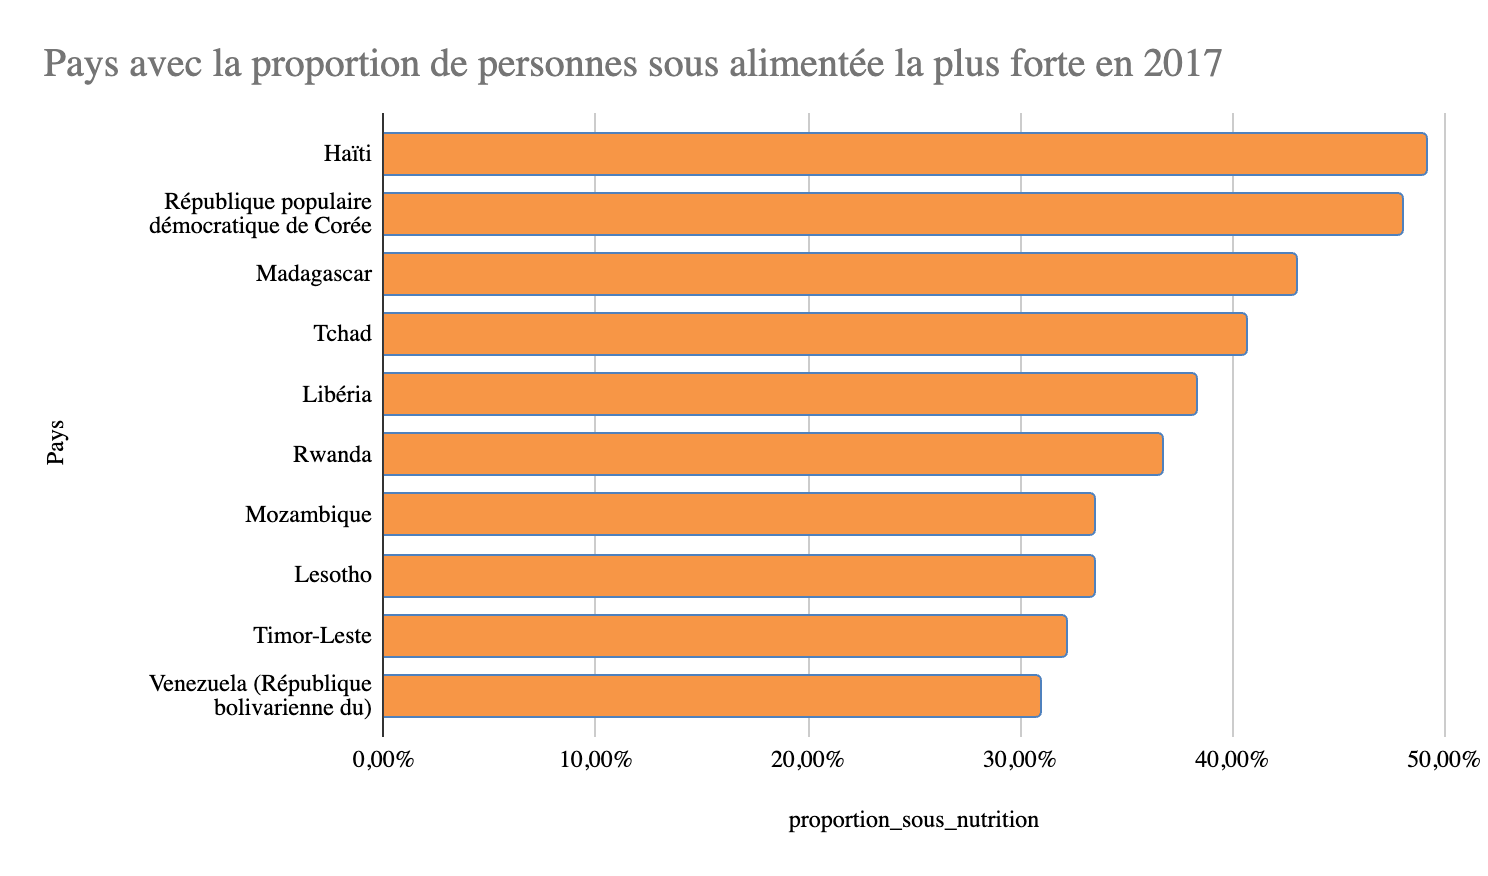 Pays avec la proportion de personnes sous alimentée la plus forte en 2017
Haïti
République populaire
démocratique de Corée
Madagascar
Tchad
Libéria
Rwanda
Mozambique
Lesotho
Timor-Leste
Venezuela (République
bolivarienne du)
Pays
0,00%
10,00%
20,00%
30,00%
40,00%
50,00%
proportion_sous_nutrition